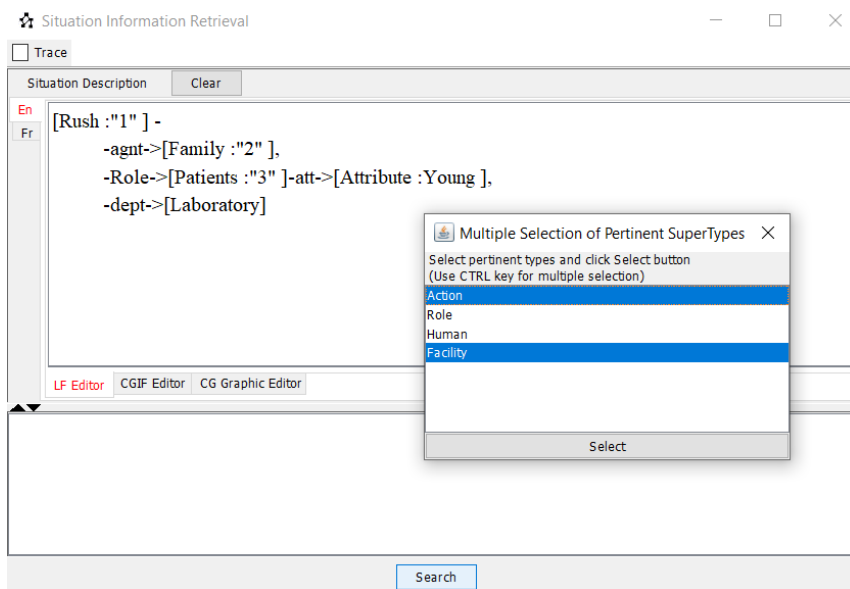 Situation Information Retrieval
Trace
Situation Description Clear
En
Fr
[Rush :"1" ] -
-agnt->[Family :"2" ],
-Role->[Patients :"3" ]-att->[Attribute :Young ],
-dept->[Laboratory]
Multiple Selection of Pertinent SuperTypes
Select pertinent types and click Select button
(Use CTRL key for multiple selection)
Action
Role
Human
Facility
Select
LF Editor CGIF Editor CG Graphic Editor
Search